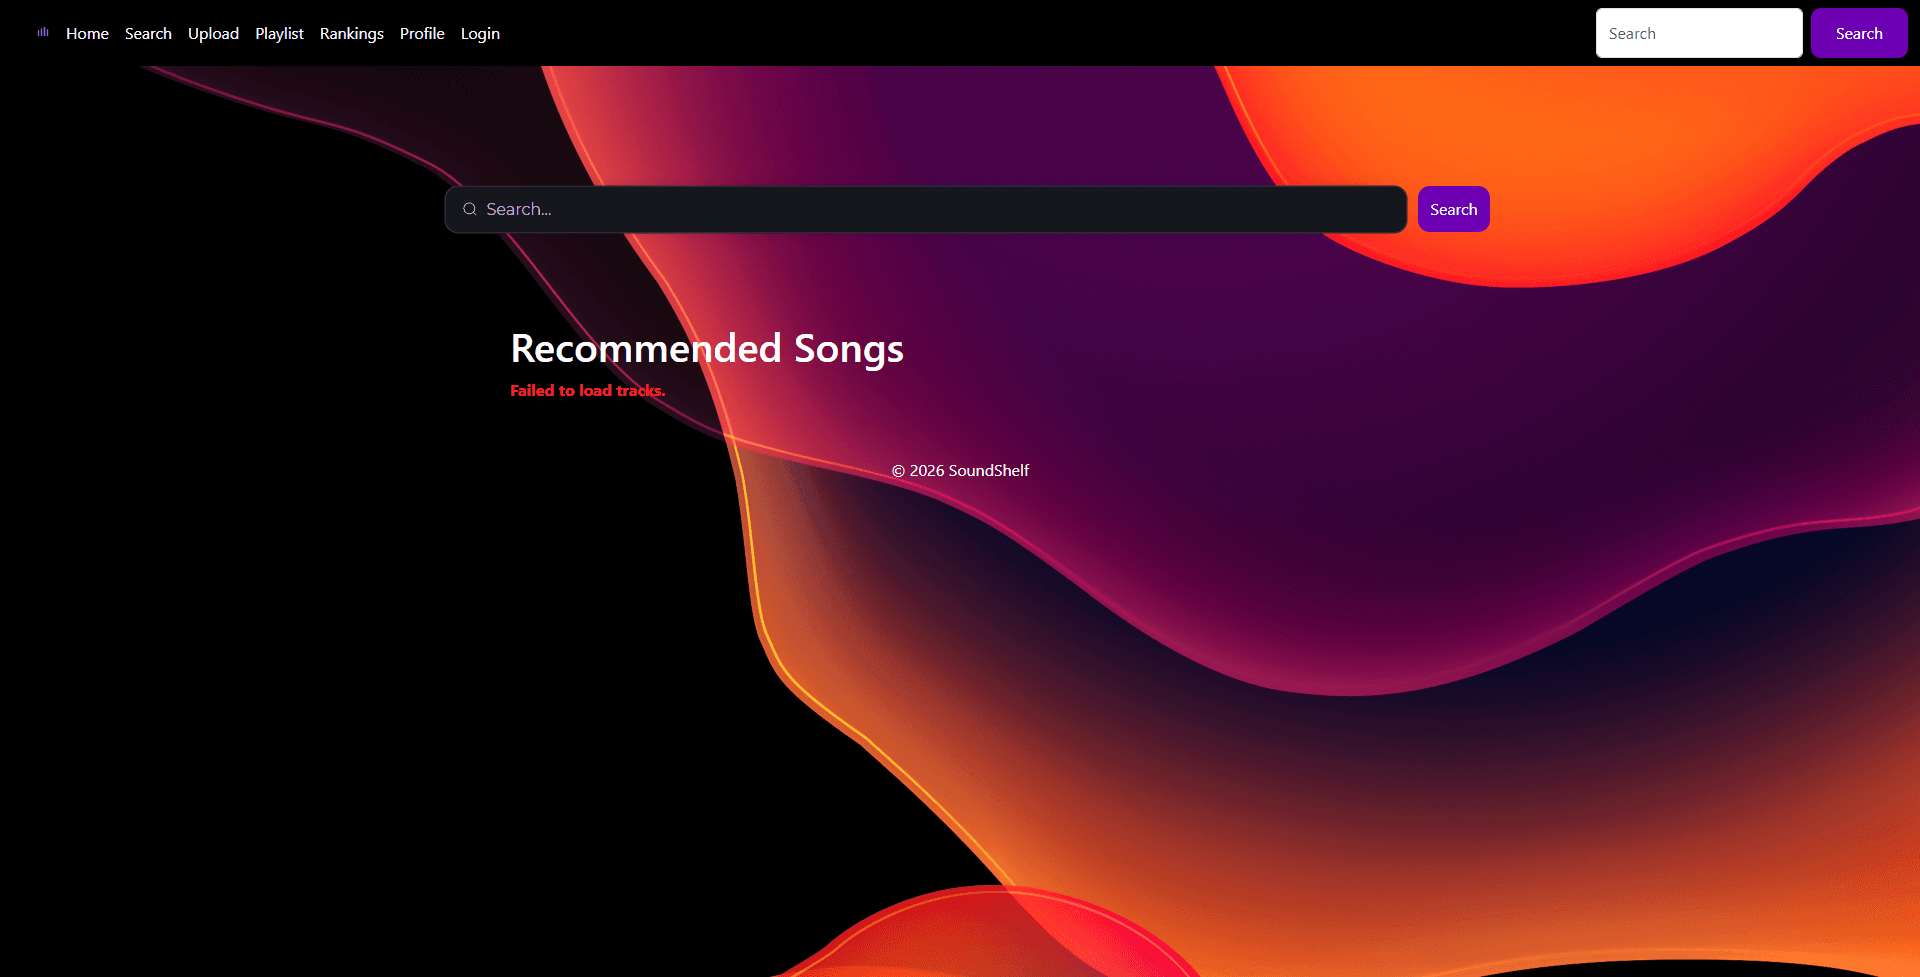 Home Search Upload Playlist Rankings Profile Login Search Search
Search... Search
Recommended Songs
Failed to load tracks.
© 2026 SoundShelf